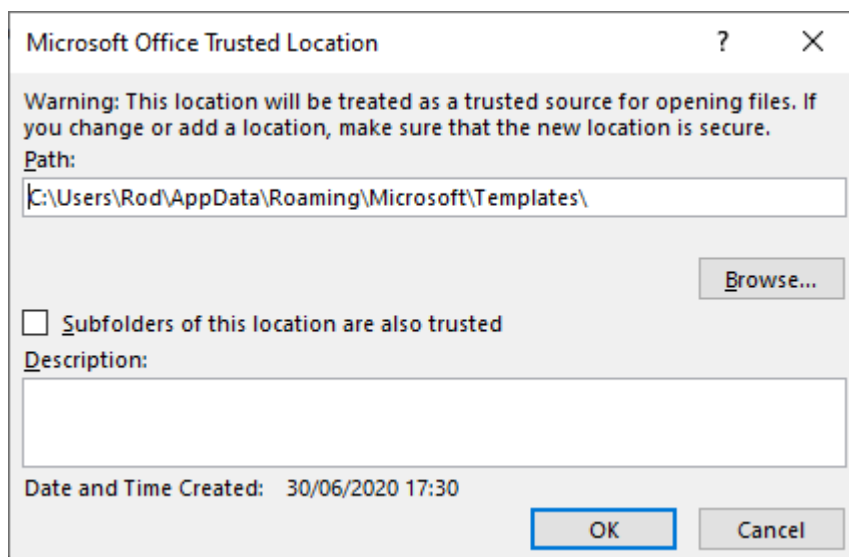 Microsoft Office Trusted Location
?
Warning: This location will be treated as a trusted source for opening files. If
you change or add a location, make sure that the new location is secure.
Path:
C:\Users\Rod\AppData\Roaming\Microsoft\Templates\
Browse...
Subfolders of this location are also trusted
Description:
Date and Time Created: 30/06/2020 17:30
OK Cancel